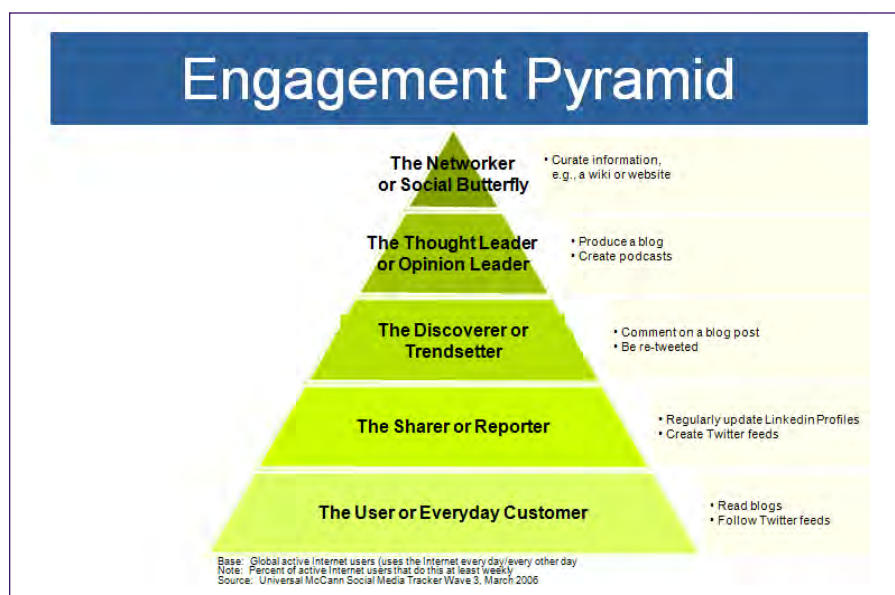 Engagement Pyramid
The Networker
or Social Butterfly
• Curate information,
e.g., a wiki or website
The Thought Leader
or Opinion Leader
• Produce a blog
• Create podcasts
The Discoverer or
Trendsetter
• Comment on a blog post
• Be re-tweeted
The Sharer or Reporter
• Regularly update Linkedin Profiles
• Create Twitter feeds
The User or Everyday Customer
• Read blogs
• Follow Twitter feeds
Base: Global active Internet users (uses the Internet every day/every other day
Note: Percent of active Internet users that do this at least weekly
Source: Universal McCann Social Media Tracker Wave 3, March 2006